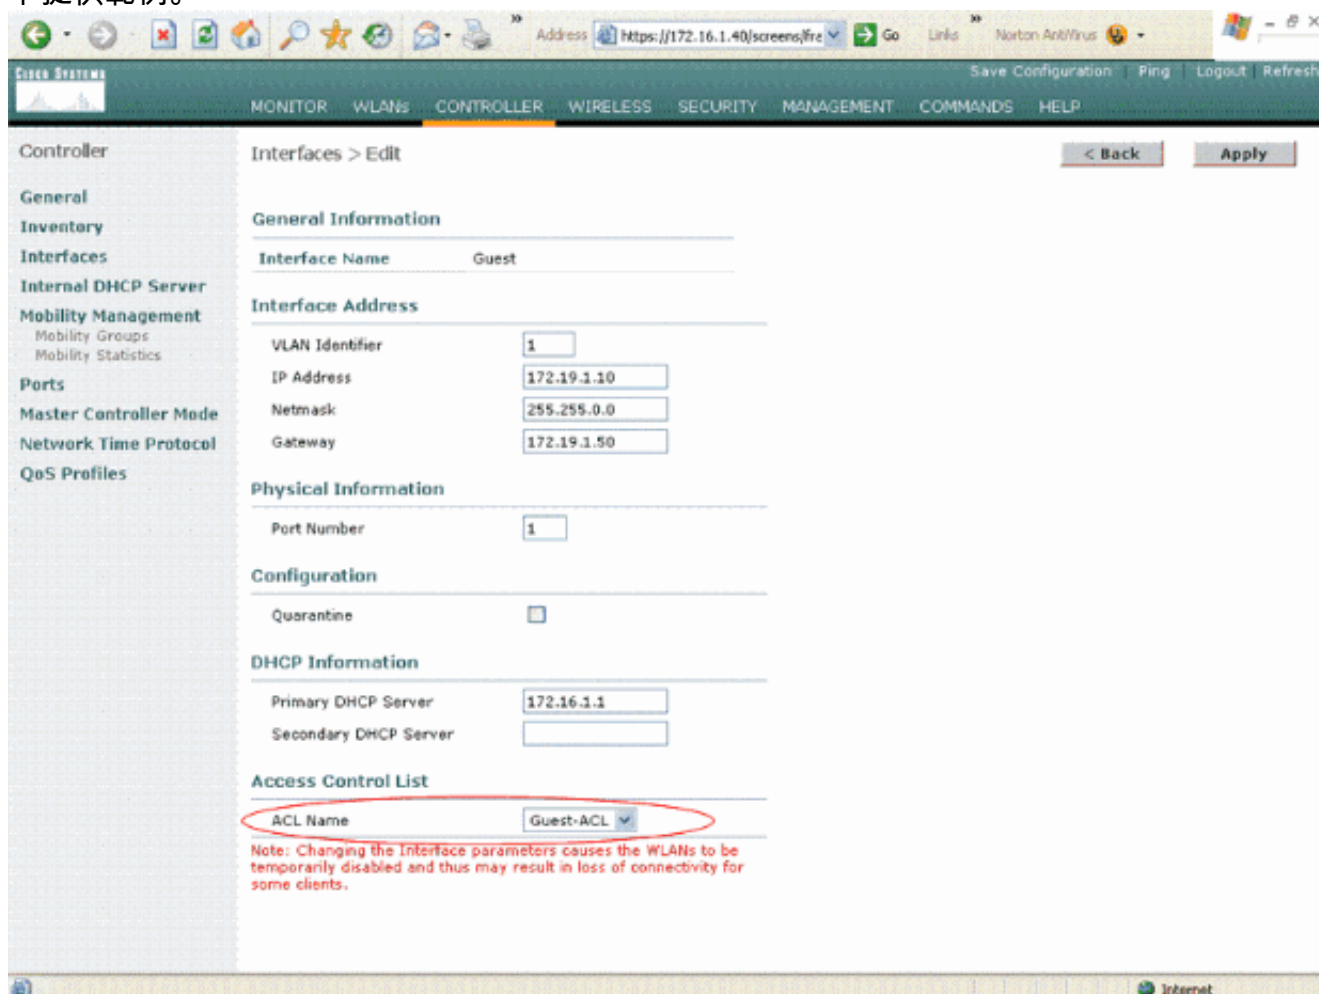 Address https://172.16.1.40/screens/fra Go Links Norton AntiVirus
CISCO SYSTEMS
Save Configuration Ping Logout Refresh
MONITOR WLANs CONTROLLER WIRELESS SECURITY MANAGEMENT COMMANDS HELP
Controller
General
Inventory
Interfaces
Internal DHCP Server
Mobility Management
Mobility Groups
Mobility Statistics
Ports
Master Controller Mode
Network Time Protocol
QoS Profiles
Interfaces > Edit
< Back
Apply
General Information
Interface Name Guest
Interface Address
VLAN Identifier 1
IP Address 172.19.1.10
Netmask 255.255.0.0
Gateway 172.19.1.50
Physical Information
Port Number 1
Configuration
Quarantine
DHCP Information
Primary DHCP Server 172.16.1.1
Secondary DHCP Server
Access Control List
ACL Name Guest-ACL
Note: Changing the Interface parameters causes the WLANs to be
temporarily disabled and thus may result in loss of connectivity for
some clients.
Internet